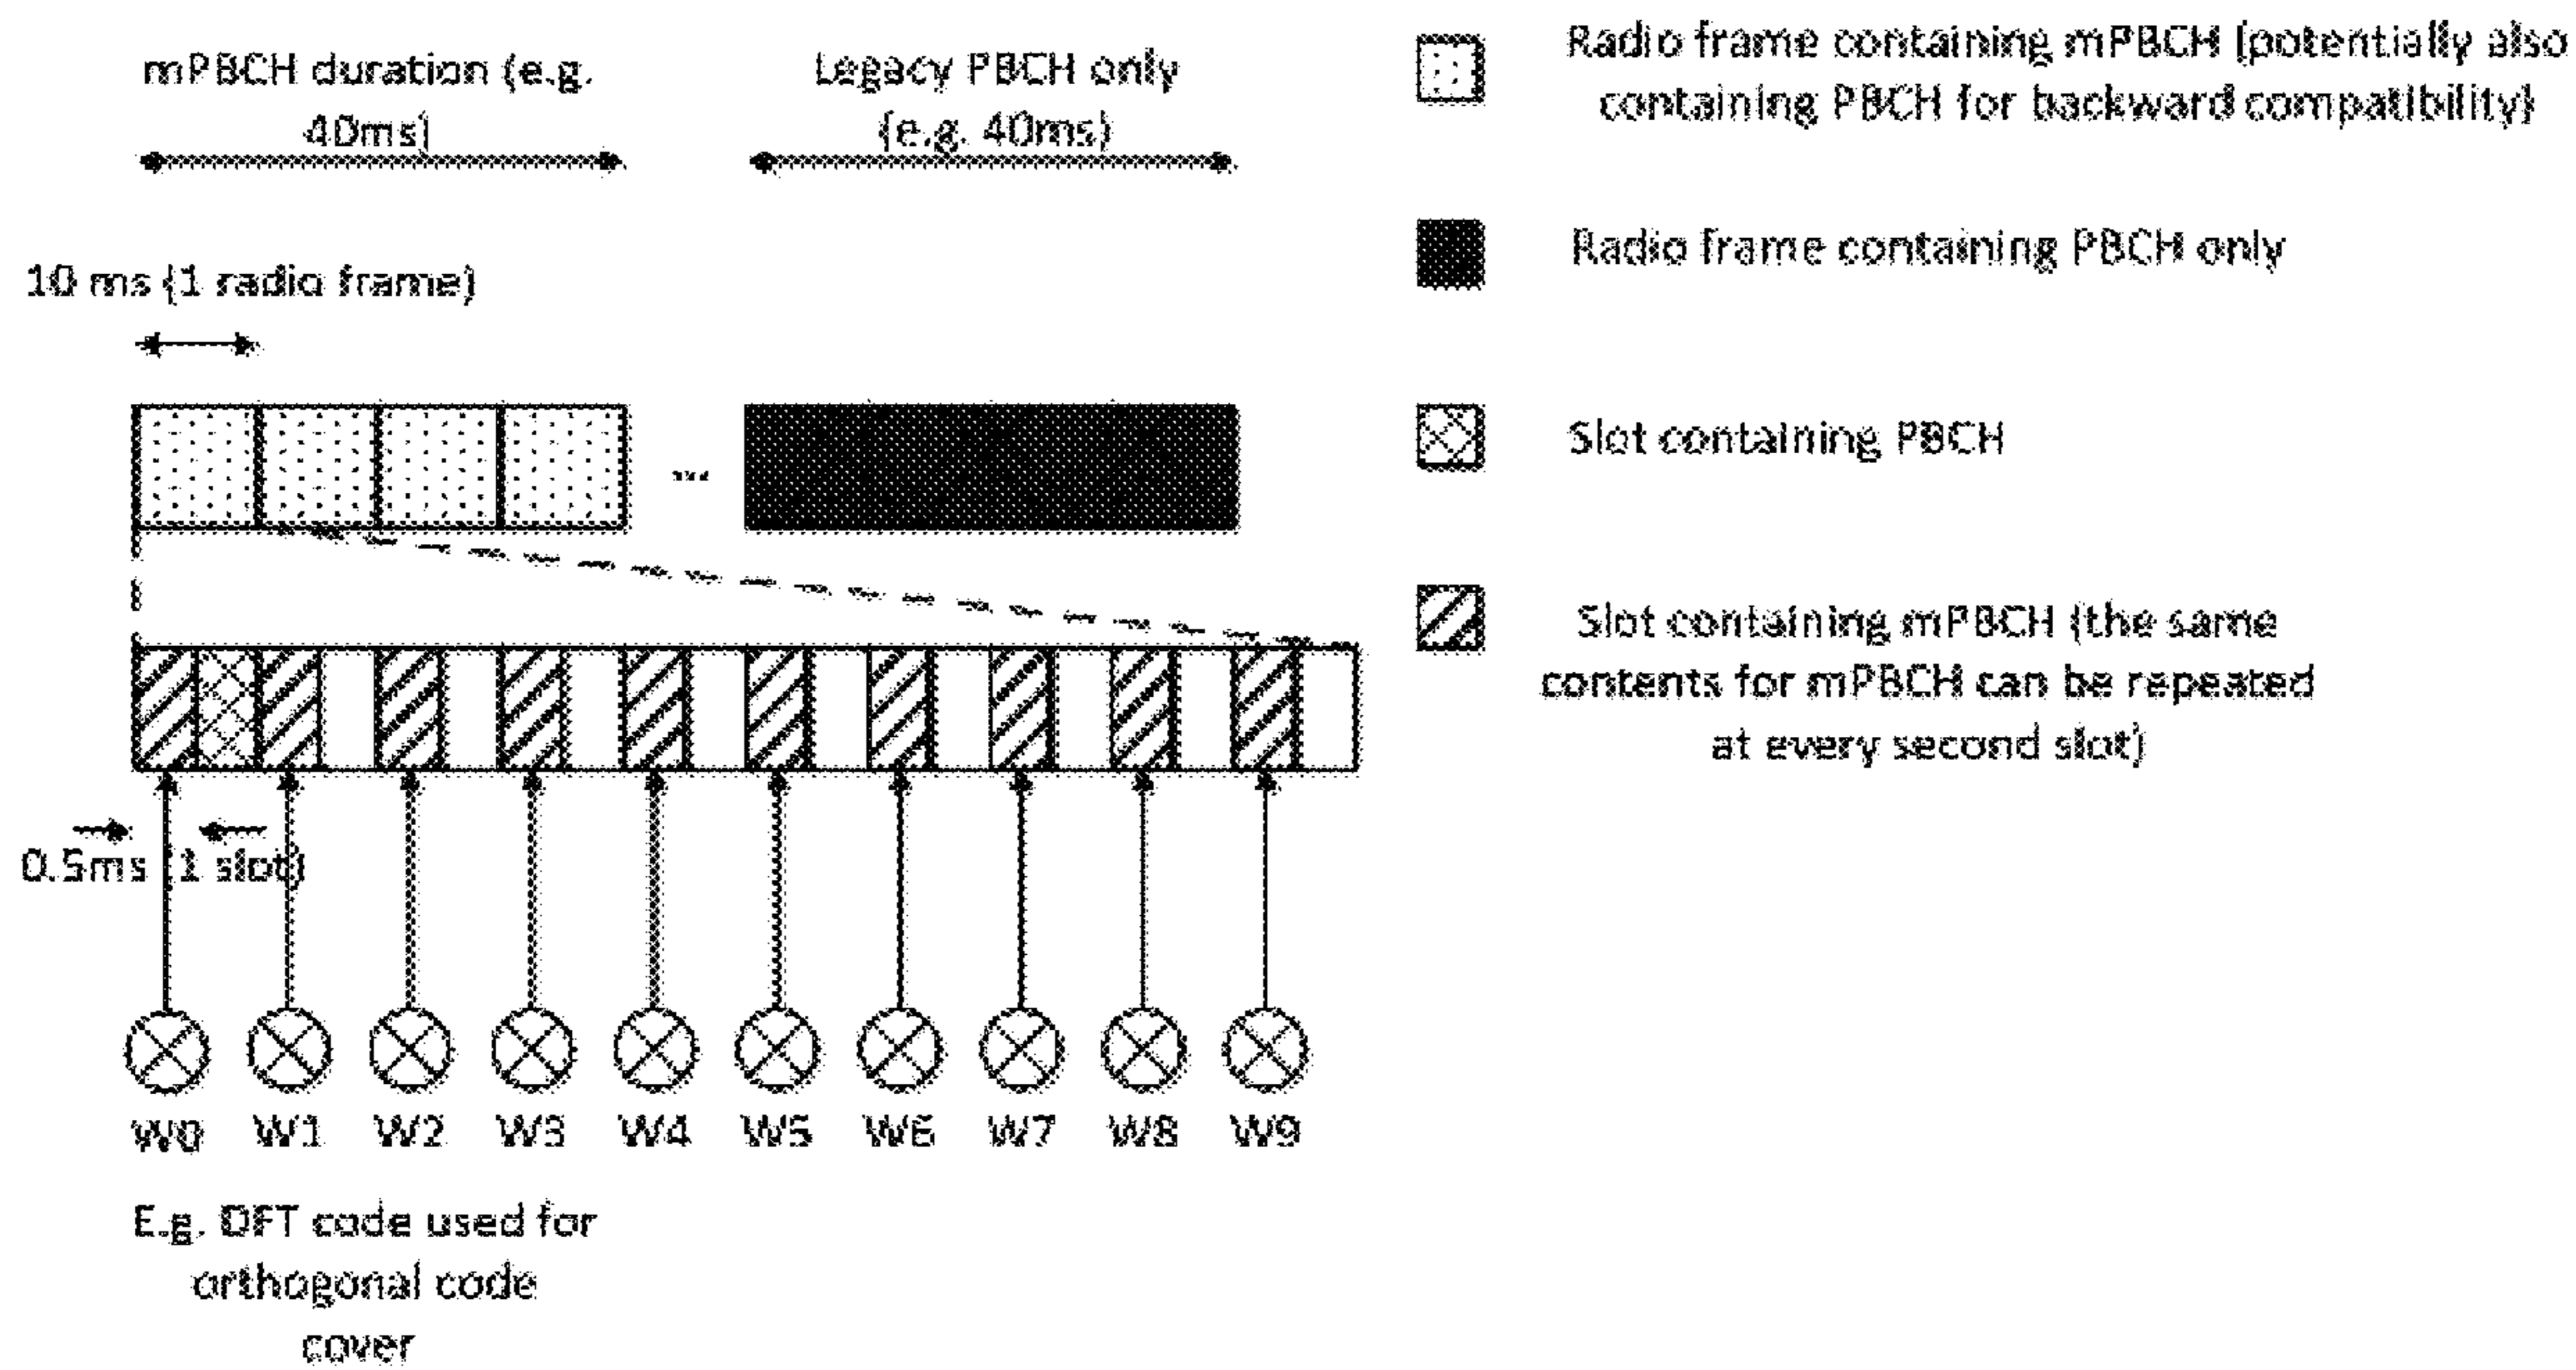 mPBCH duration (e.g.
40ms)
Legacy PBCH only
(e.g. 40ms)
10 ms (1 radio frame)
...
0.5ms (1 slot)
W0 W1 W2 W3 W4 W5 W6 W7 W8 W9
E.g. DFT code used for
orthogonal code
cover
Radio frame containing mPBCH (potentially also
containing PBCH for backward compatibility)
Radio frame containing PBCH only
Slot containing PBCH
Slot containing mPBCH (the same
contents for mPBCH can be repeated
at every second slot)